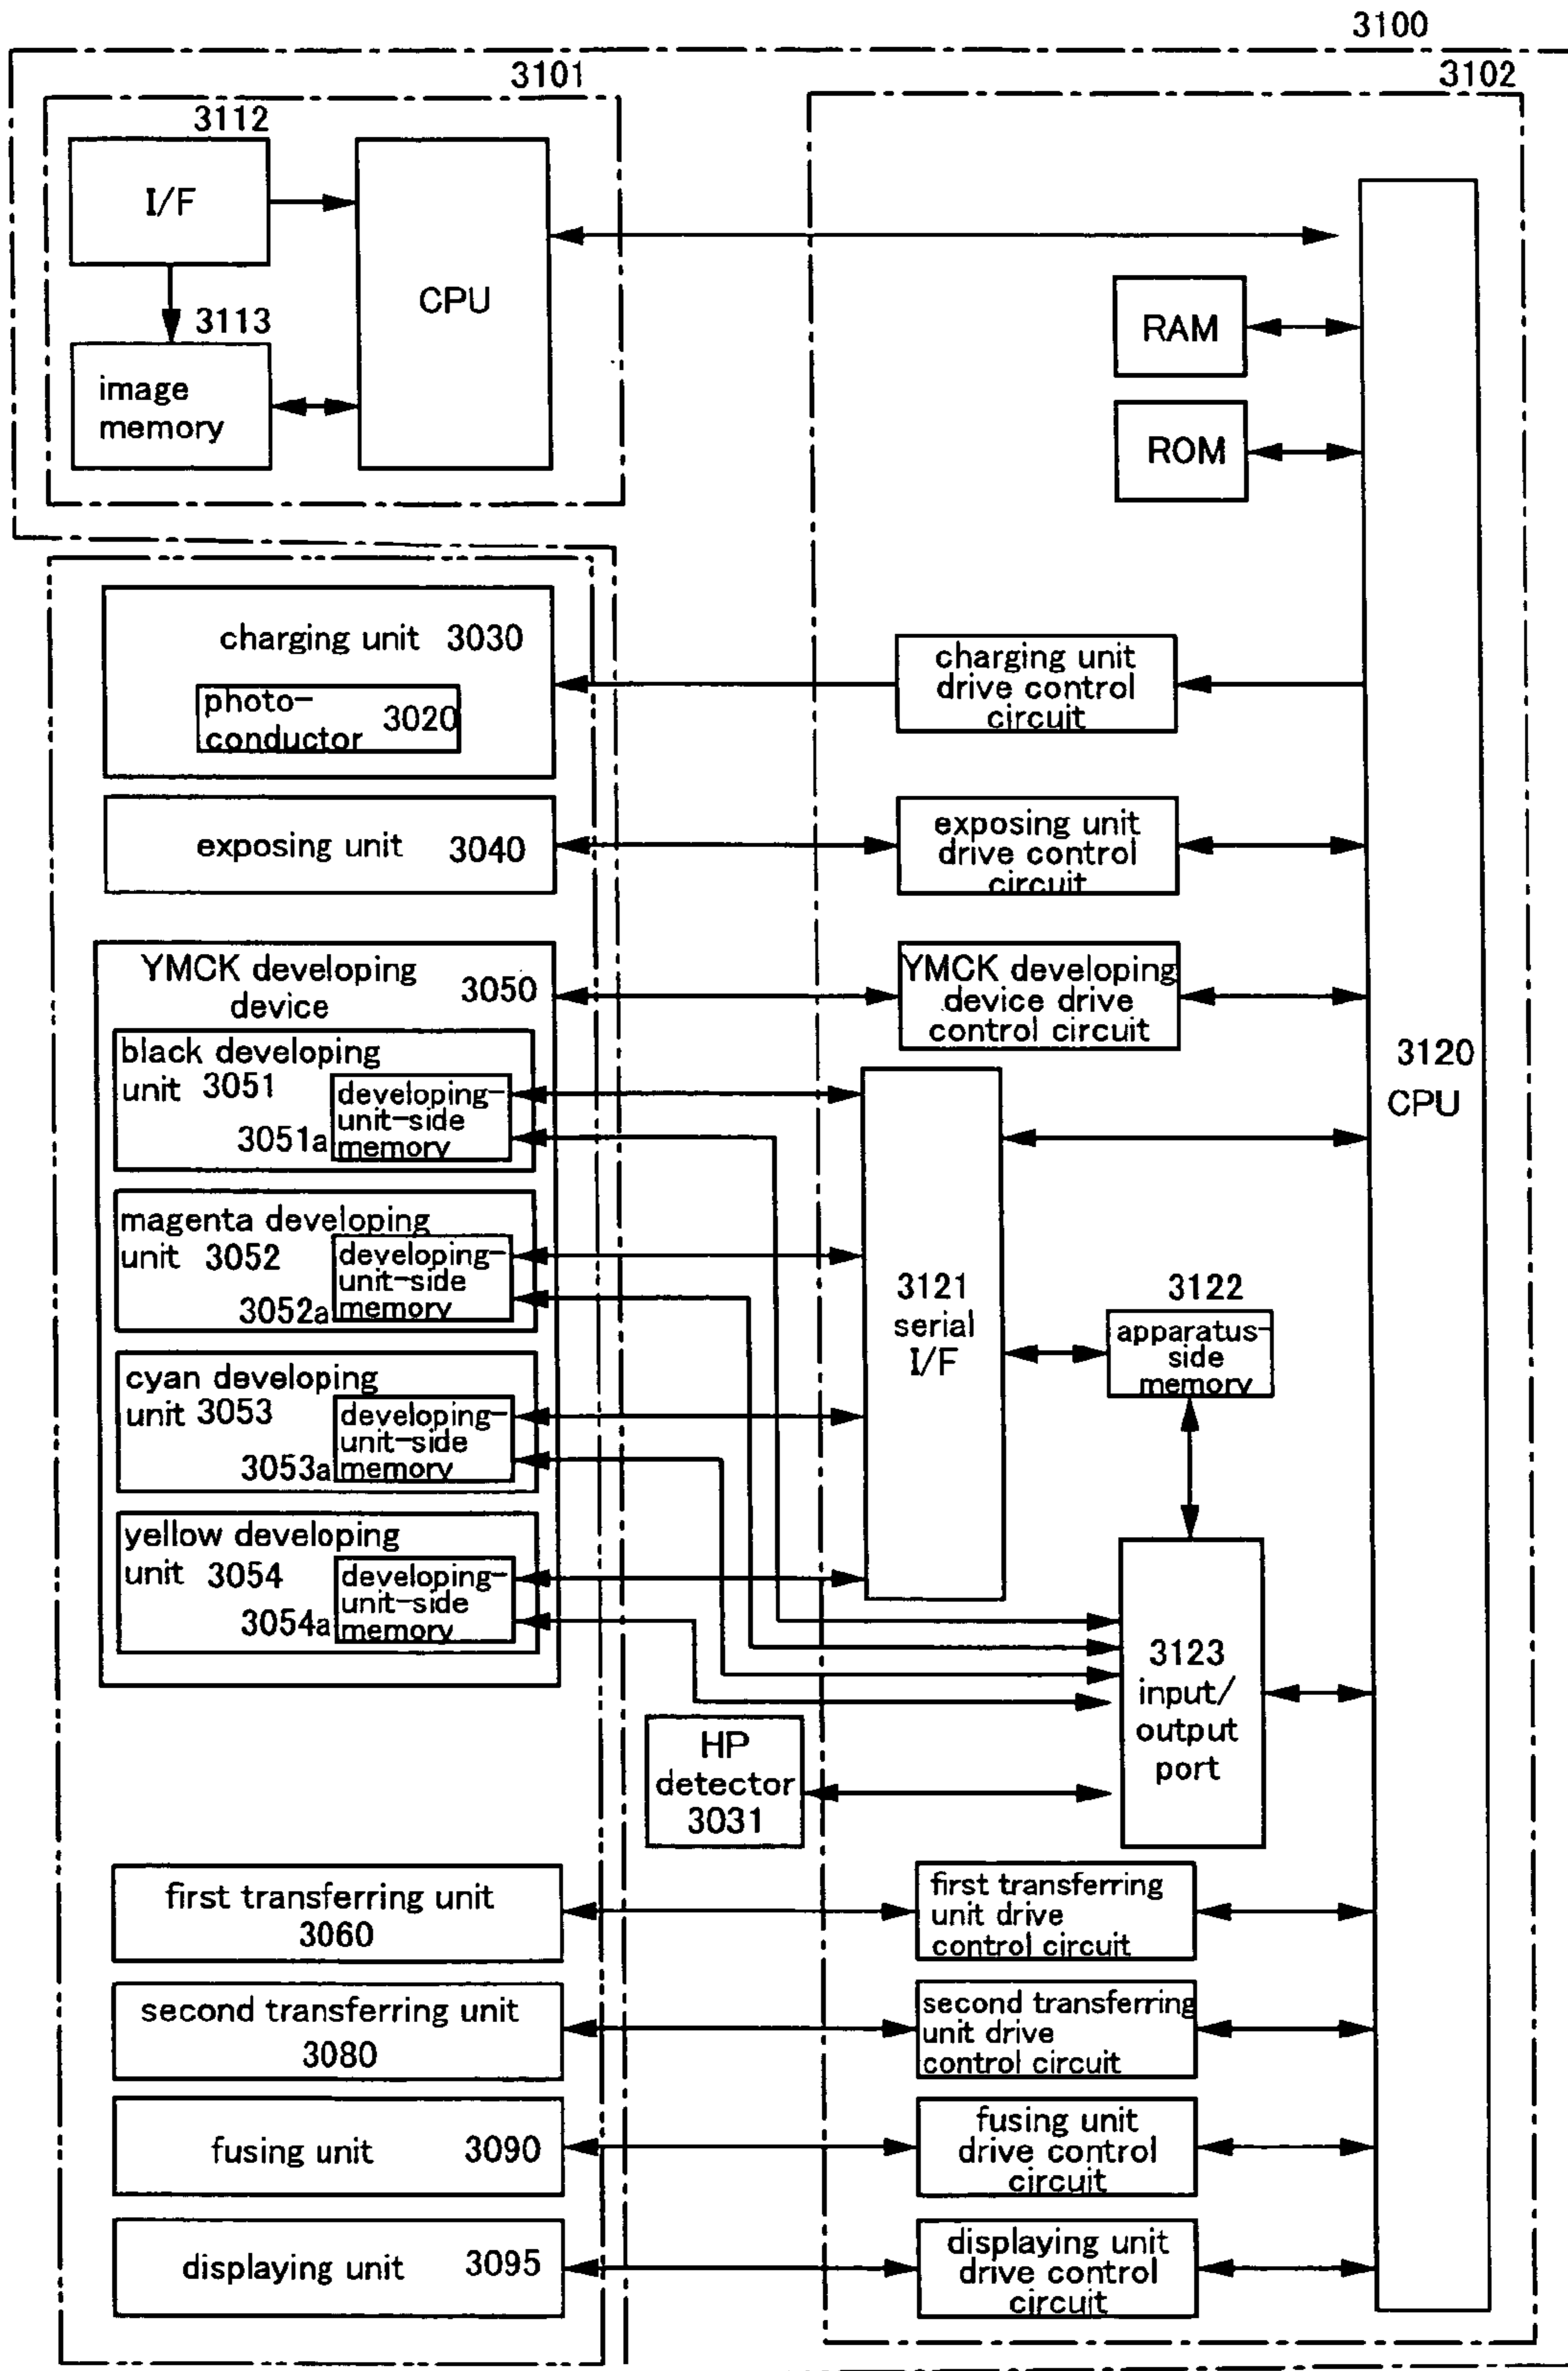 3100
3101
3102
3112
I/F
CPU
3113
image
memory
RAM
ROM
charging unit 3030
photo-
conductor 3020
charging unit
drive control
circuit
exposing unit 3040
exposing unit
drive control
circuit
YMCK developing
device 3050
YMCK developing
device drive
control circuit
3120
CPU
black developing
unit 3051
3051a
developing-
unit-side
memory
magenta developing
unit 3052
3052a
developing-
unit-side
memory
cyan developing
unit 3053
3053a
developing-
unit-side
memory
yellow developing
unit 3054
3054a
developing-
unit-side
memory
3121
serial
I/F
3122
apparatus-
side
memory
3123
input/
output
port
HP
detector
3031
first transferring unit
3060
first transferring
unit drive
control circuit
second transferring unit
3080
second transferring
unit drive
control circuit
fusing unit 3090
fusing unit
drive control
circuit
displaying unit 3095
displaying unit
drive control
circuit